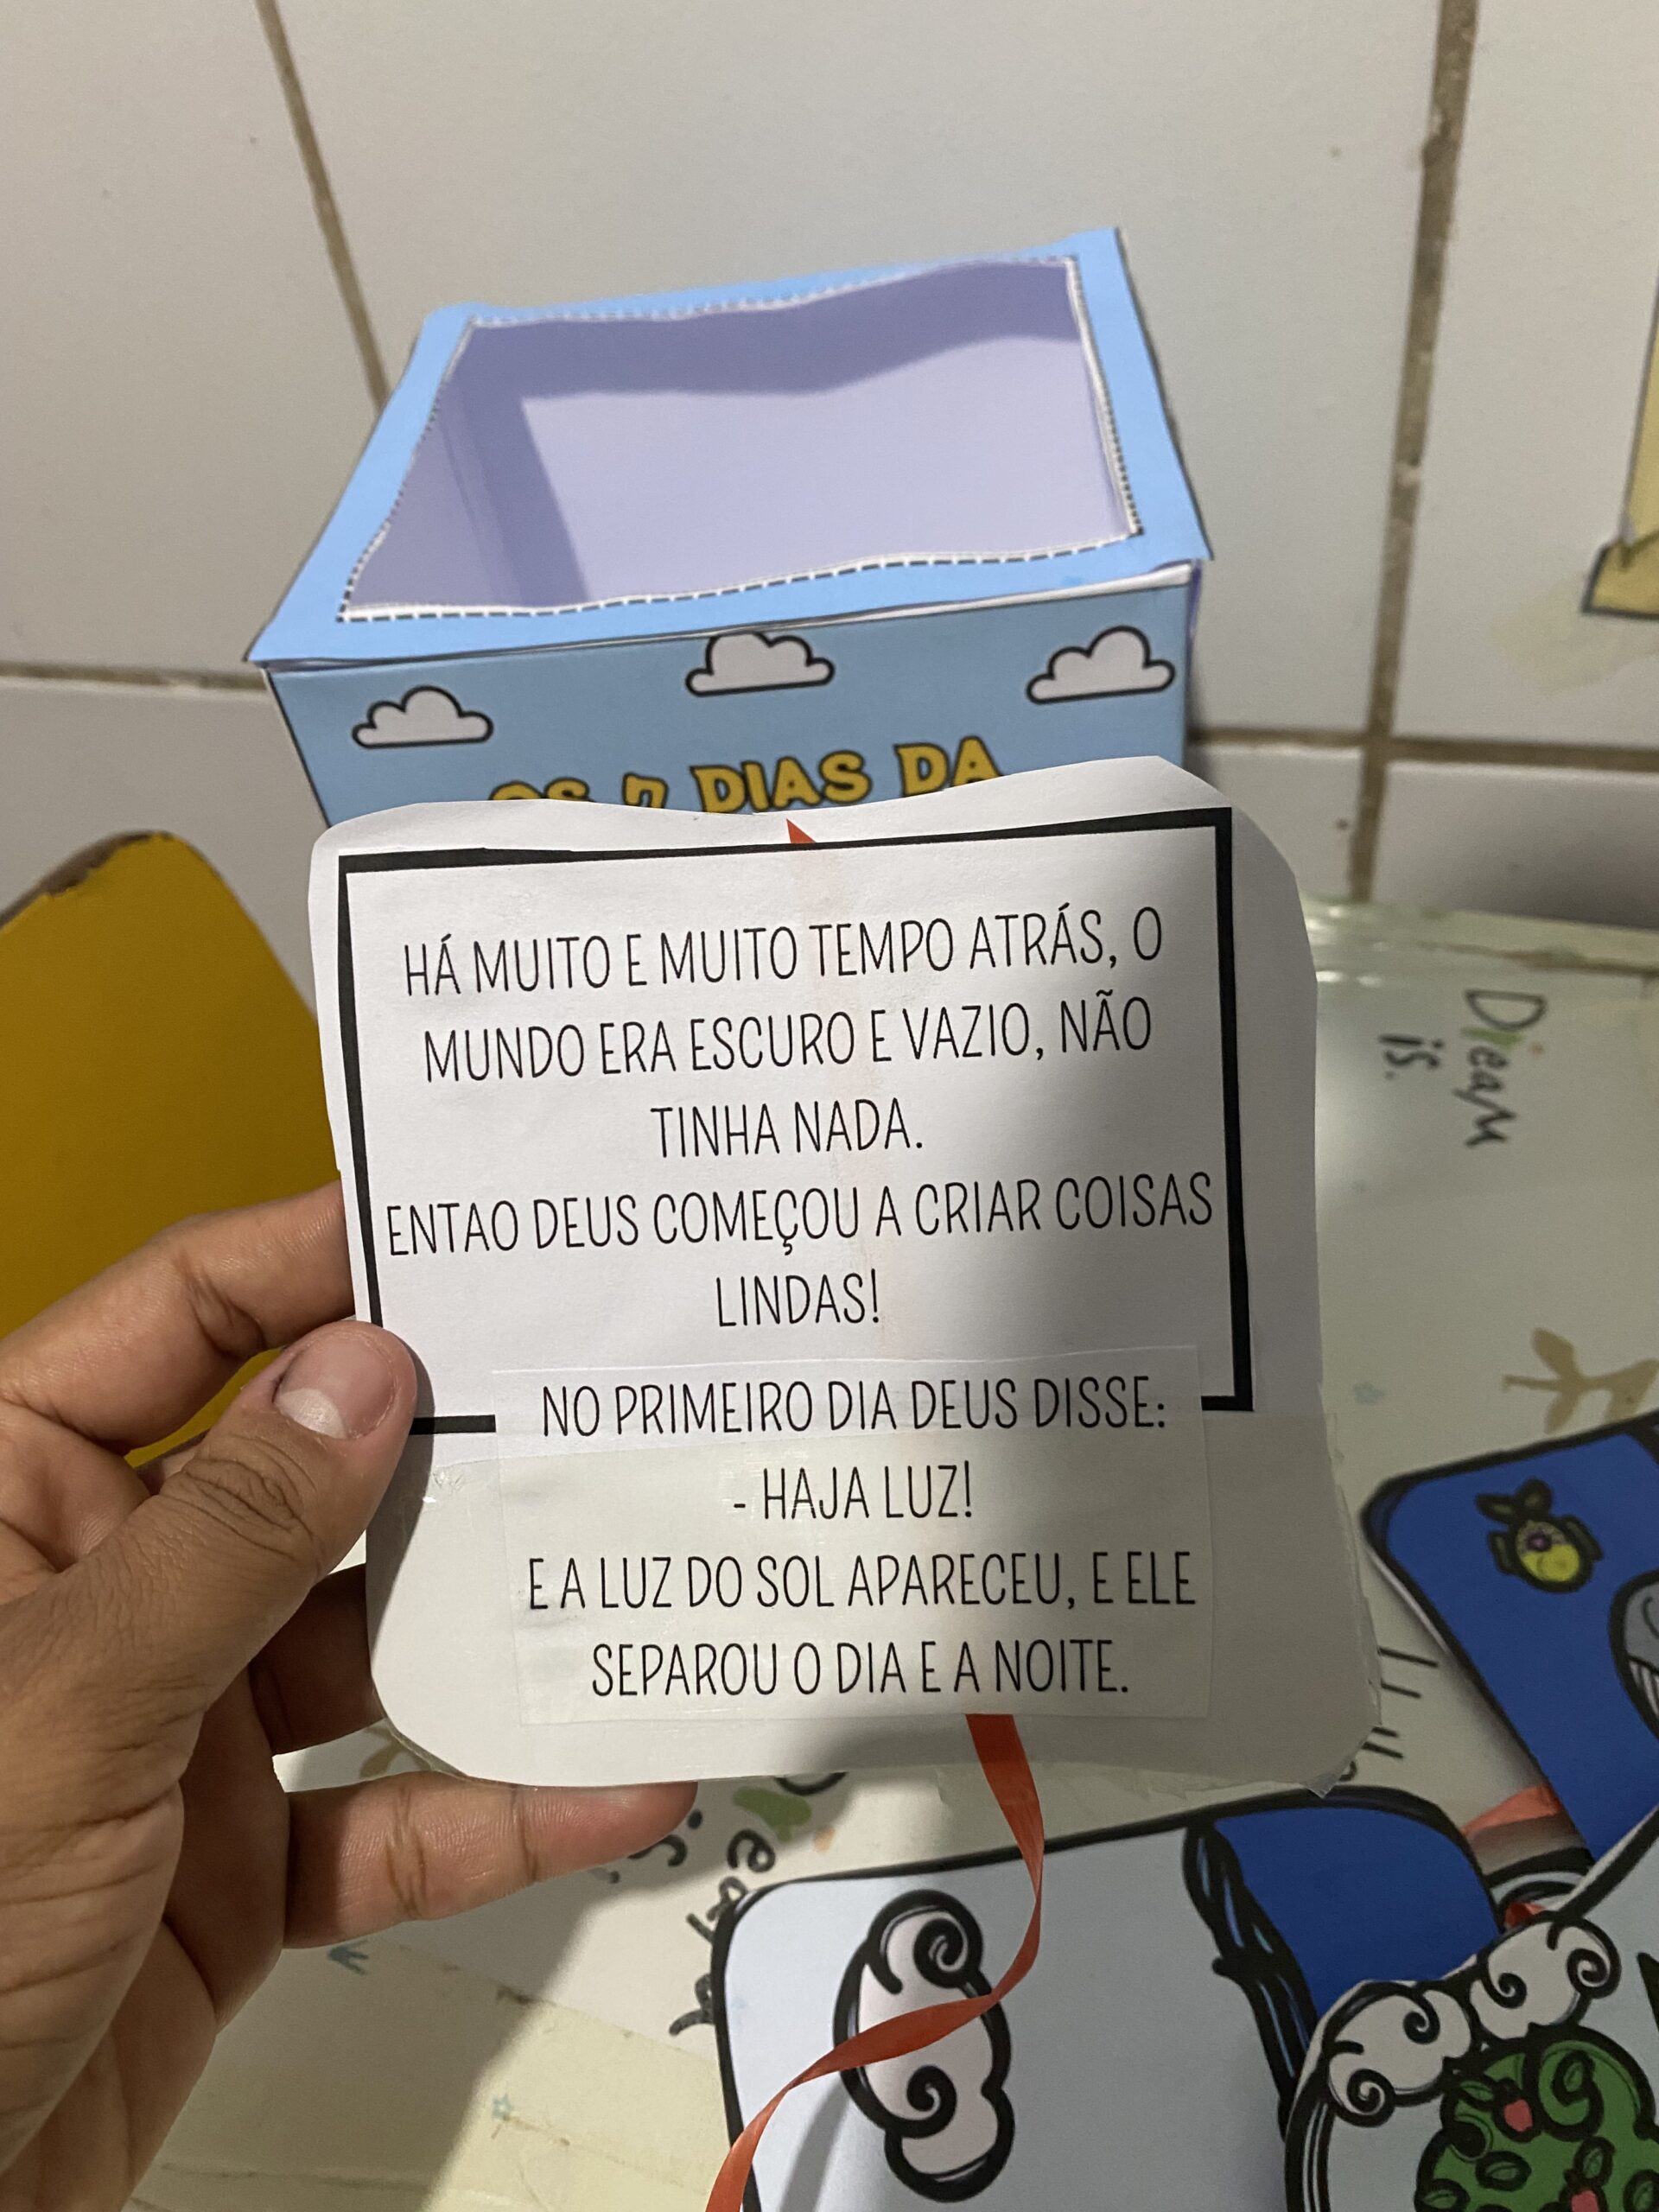 OS 7 DIAS DA
HÁ MUITO E MUITO TEMPO ATRÁS, O
MUNDO ERA ESCURO E VAZIO, NÃO
TINHA NADA.
ENTAO DEUS COMEÇOU A CRIAR COISAS
LINDAS!
NO PRIMEIRO DIA DEUS DISSE:
- HAJA LUZ!
E A LUZ DO SOL APARECEU, E ELE
SEPAROU O DIA E A NOITE.
Dream
is.